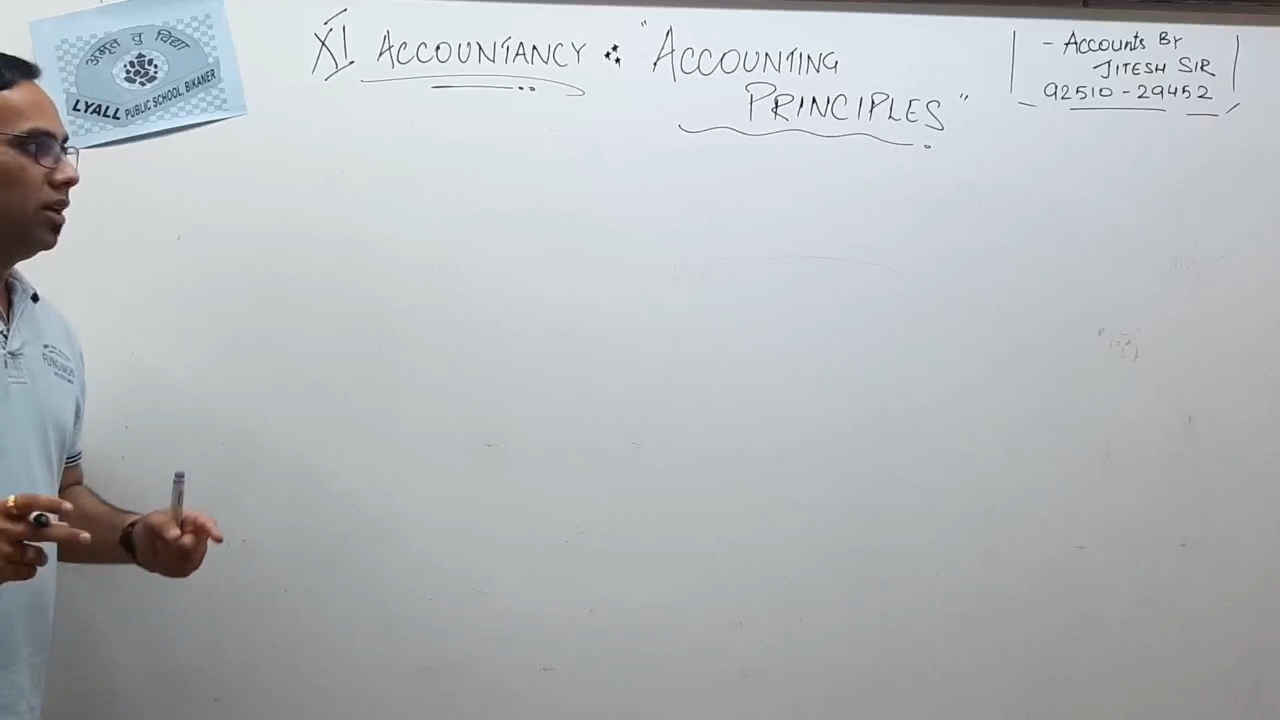 अमृत वु विद्या
LYALL PUBLIC SCHOOL, BIKANER
XI ACCOUNTANCY : "ACCOUNTING
PRINCIPLES"
- Accounts By
JITESH SIR
92510-29452